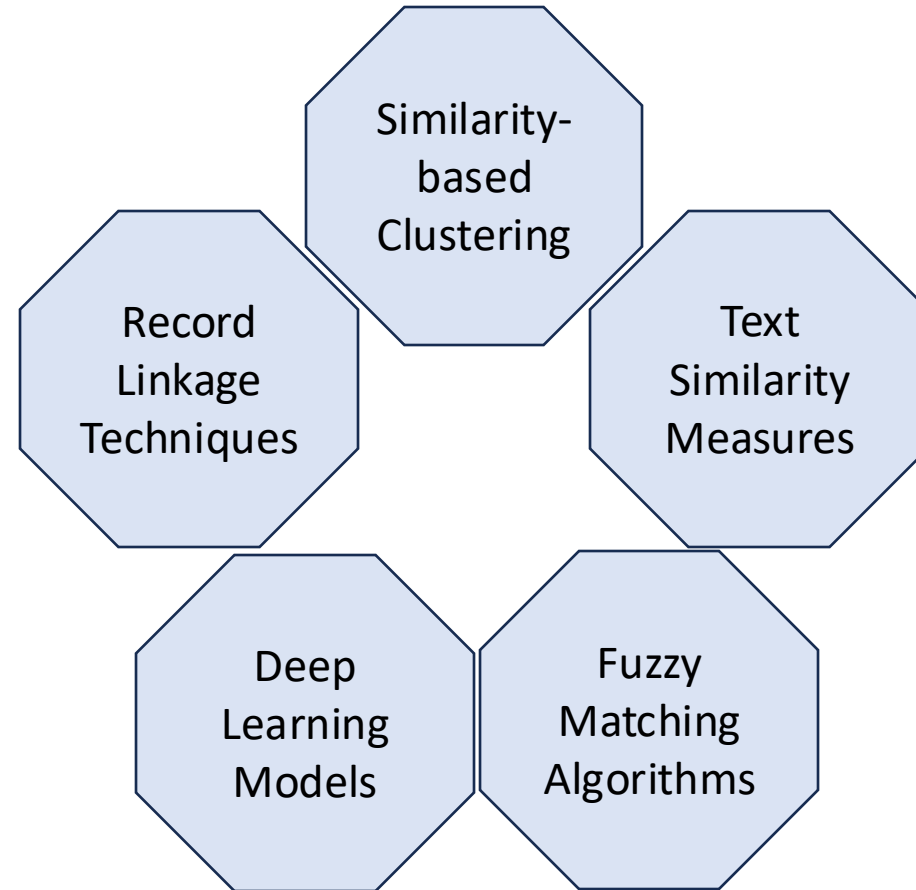 Similarity-
based
Clustering
Record
Linkage
Techniques
Text
Similarity
Measures
Deep
Learning
Models
Fuzzy
Matching
Algorithms